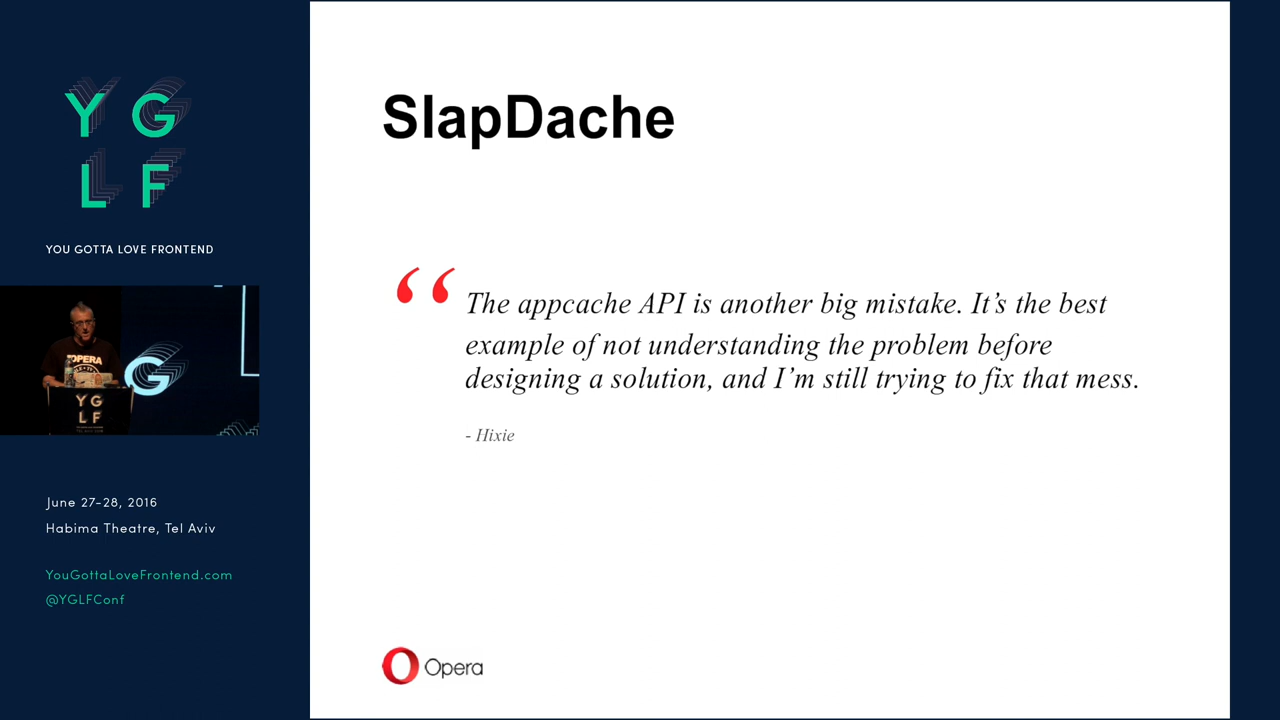 Y G
L F
YOU GOTTA LOVE FRONTEND
OPERA
G
Y G
L F
June 27-28, 2016
Habima Theatre, Tel Aviv
YouGottaLoveFrontend.com
@YGLFConf
SlapDache
“ The appcache API is another big mistake. It’s the best
example of not understanding the problem before
designing a solution, and I’m still trying to fix that mess.
- Hixie
Opera